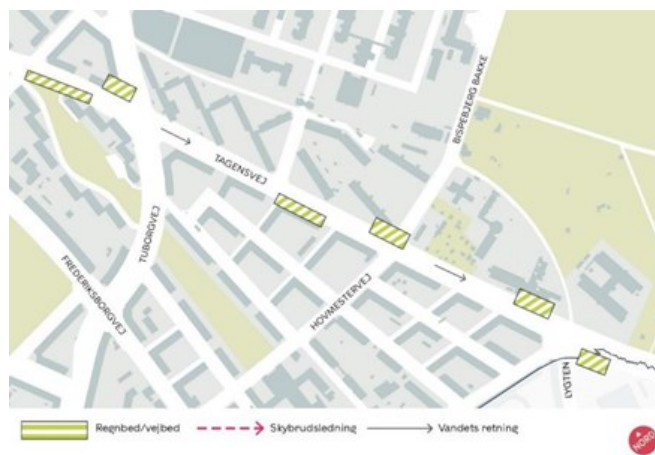 BISPEBJERG BAKKE
TAGENSVEJ
TUBORGVEJ
FREDERIKSBORGVEJ
HOVMESTERVEJ
LYGTEN
Regnbed/vejbed
Skybrudsledning
Vandets retning
NORD